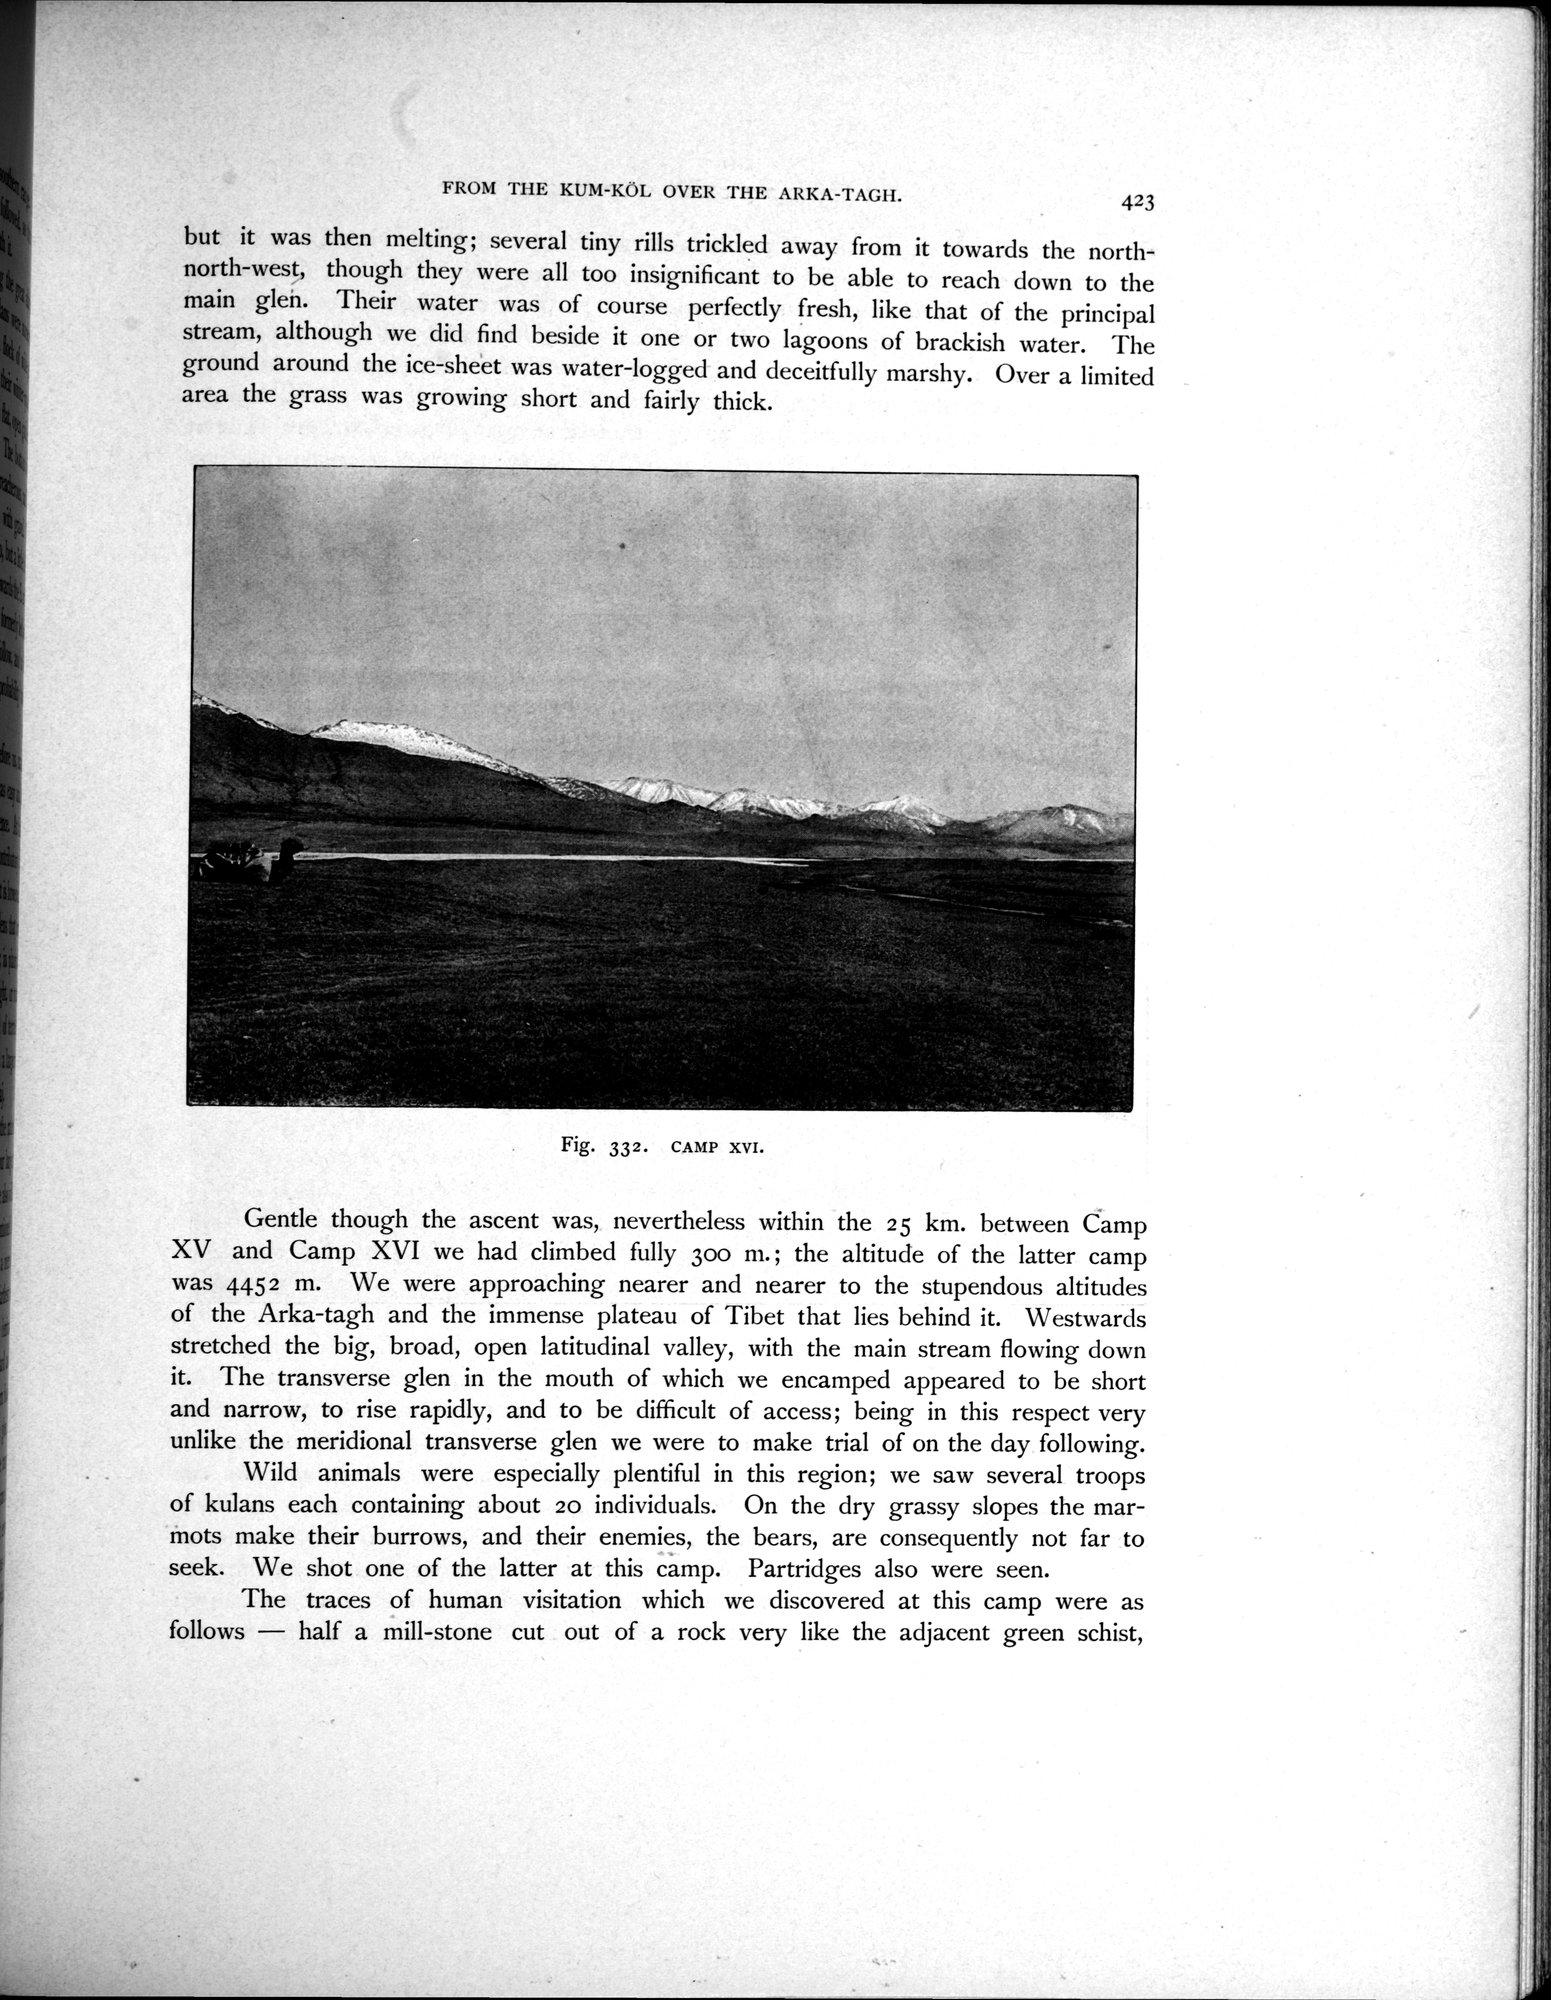 FROM THE KUM-KÖL OVER THE ARKA-TAGH.
423
but it was then melting; several tiny rills trickled away from it towards the north-
north-west, though they were all too insignificant to be able to reach down to the
main glen. Their water was of course perfectly fresh, like that of the principal
stream, although we did find beside it one or two lagoons of brackish water. The
ground around the ice-sheet was water-logged and deceitfully marshy. Over a limited
area the grass was growing short and fairly thick.
Fig. 332. CAMP XVI.
Gentle though the ascent was, nevertheless within the 25 km. between Camp
XV and Camp XVI we had climbed fully 300 m.; the altitude of the latter camp
was 4452 m. We were approaching nearer and nearer to the stupendous altitudes
of the Arka-tagh and the immense plateau of Tibet that lies behind it. Westwards
stretched the big, broad, open latitudinal valley, with the main stream flowing down
it. The transverse glen in the mouth of which we encamped appeared to be short
and narrow, to rise rapidly, and to be difficult of access; being in this respect very
unlike the meridional transverse glen we were to make trial of on the day following.
Wild animals were especially plentiful in this region; we saw several troops
of kulans each containing about 20 individuals. On the dry grassy slopes the mar-
mots make their burrows, and their enemies, the bears, are consequently not far to
seek. We shot one of the latter at this camp. Partridges also were seen.
The traces of human visitation which we discovered at this camp were as
follows — half a mill-stone cut out of a rock very like the adjacent green schist,